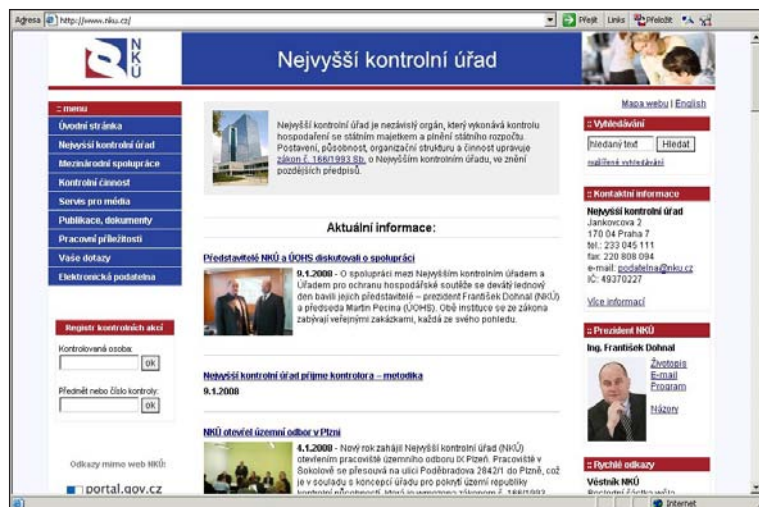 Adresa http://www.nku.cz/ Přejít Links Přeložit
NKÚ
Nejvyšší kontrolní úřad
Mapa webu | English
:: menu
Úvodní stránka
Nejvyšší kontrolní úřad
Mezinárodní spolupráce
Kontrolní činnost
Servis pro média
Publikace, dokumenty
Pracovní příležitosti
Vaše dotazy
Elektronická podatelna
Registr kontrolních akcí
Kontrolovaná osoba:
ok
Předmět nebo číslo kontroly:
ok
Odkazy mimo web NKÚ:
portal.gov.cz
Nejvyšší kontrolní úřad je nezávislý orgán, který vykonává kontrolu
hospodaření se státním majetkem a plnění státního rozpočtu.
Postavení, působnost, organizační strukturu a činnost upravuje
zákon č. 166/1993 Sb. o Nejvyšším kontrolním úřadu, ve znění
pozdějších předpisů.
Aktuální informace:
Představitelé NKÚ a ÚOHS diskutovali o spolupráci
9.1.2008 - O spolupráci mezi Nejvyšším kontrolním úřadem a
Úřadem pro ochranu hospodářské soutěže se devátý lednový
den bavili jejich představitelé – prezident František Dohnal (NKÚ)
a předseda Martin Pecina (ÚOHS). Obě instituce se ze zákona
zabývají veřejnými zakázkami, každá ze svého pohledu.
Nejvyšší kontrolní úřad přijme kontrolora – metodika
9.1.2008
NKÚ otevřel územní odbor v Plzni
4.1.2008 - Nový rok zahájil Nejvyšší kontrolní úřad (NKÚ)
otevřením pracoviště územního odboru IX Plzeň. Pracoviště v
Sokolově se přesouvá na ulici Poděbradova 2842/1 do Plzně, což
je v souladu s koncepcí úřadu pro pokrytí území republiky
kontrolní působností, která je vymezena zákonem č. 166/1993
:: Vyhledávání
hledaný text Hledat
rozšířené vyhledávání
:: Kontaktní informace
Nejvyšší kontrolní úřad
Jankovcova 2
170 04 Praha 7
tel.: 233 045 111
fax: 220 808 094
e-mail: podatelna@nku.cz
IČ: 49370227
Více informací
:: Prezident NKÚ
Ing. František Dohnal
Životopis
E-mail
Program
Názory
:: Rychlé odkazy
Věstník NKÚ
Internet